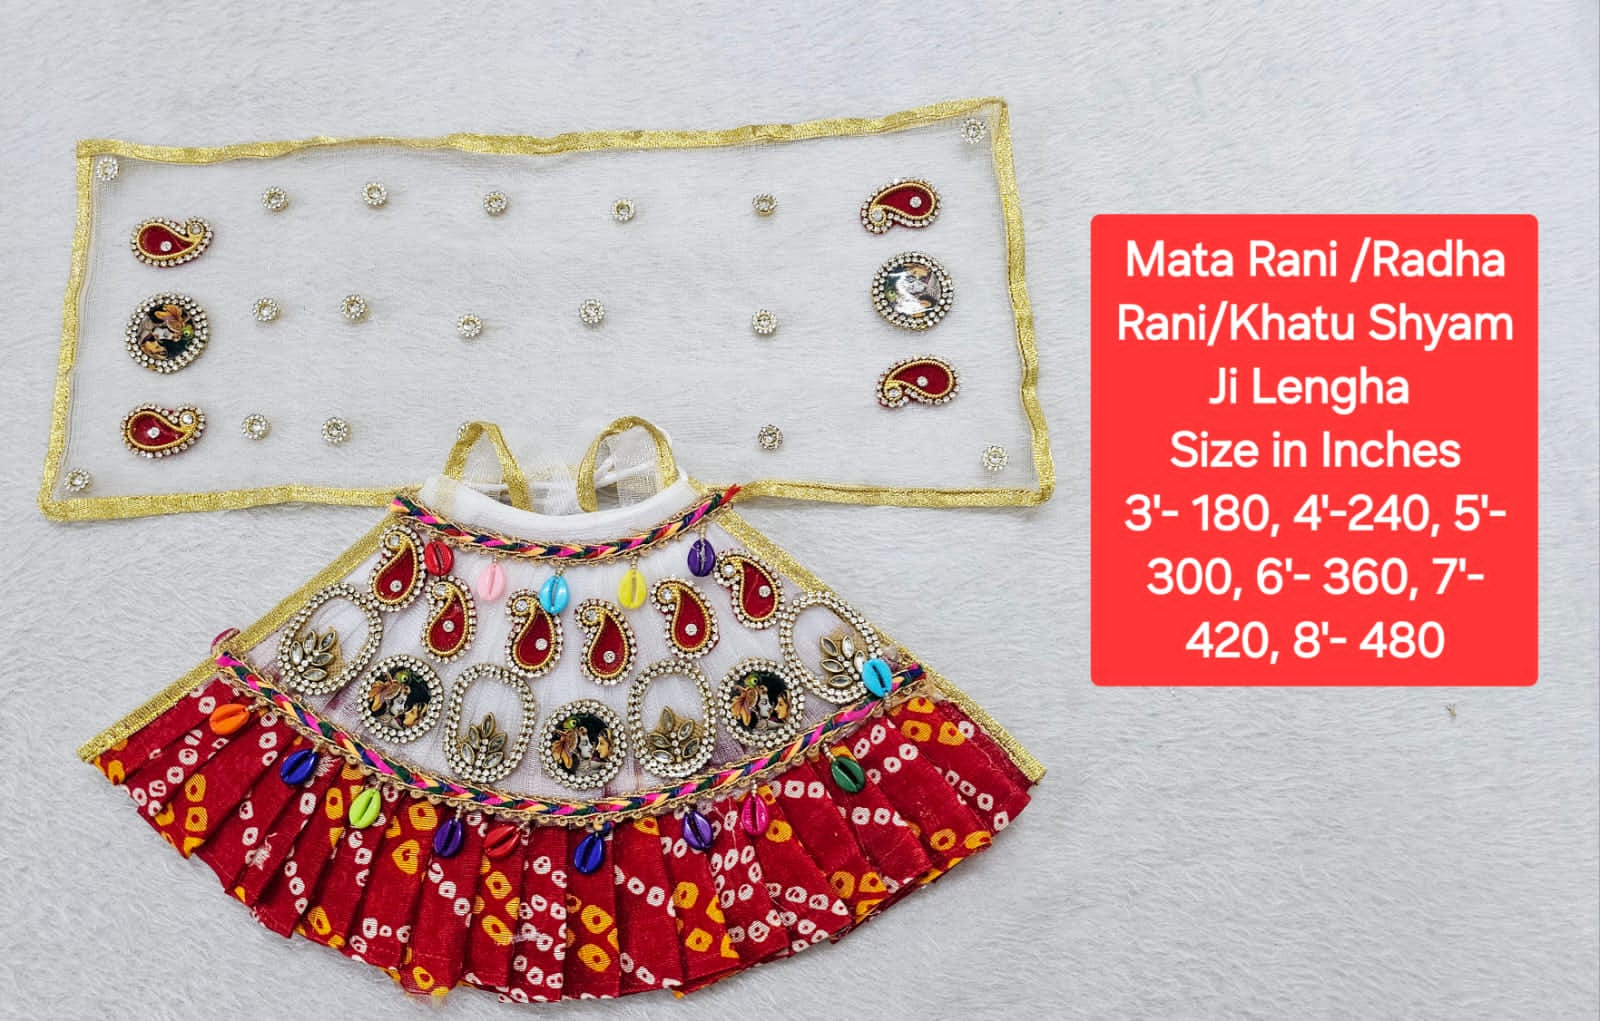 Mata Rani /Radha
Rani/Khatu Shyam
Ji Lengha
Size in Inches
3'- 180, 4'-240, 5'-
300, 6'- 360, 7'-
420, 8'- 480